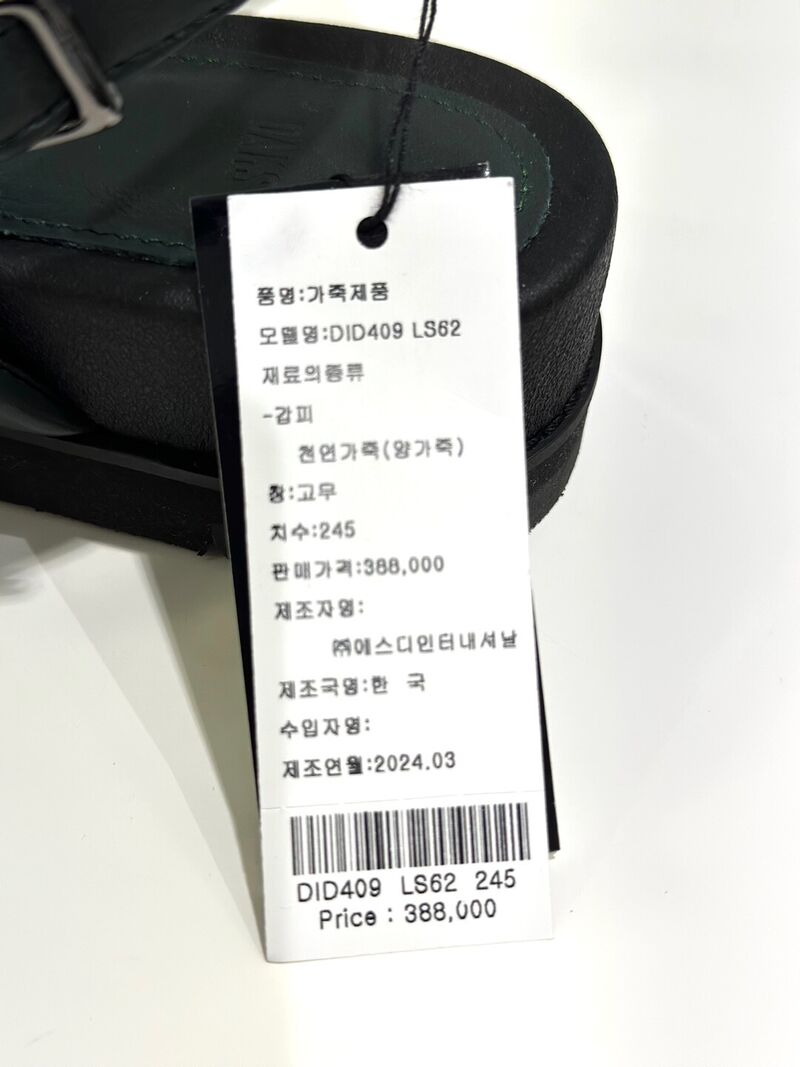 품명:가죽제품
모델명:DID409 LS62
재료의종류
-갑피
천연가죽(양가죽)
창:고무
치수:245
판매가격:388,000
제조자명:
㈜에스디인터내셔날
제조국명:한 국
수입자명:
제조연월:2024.03
DID409 LS62 245
Price : 388,000